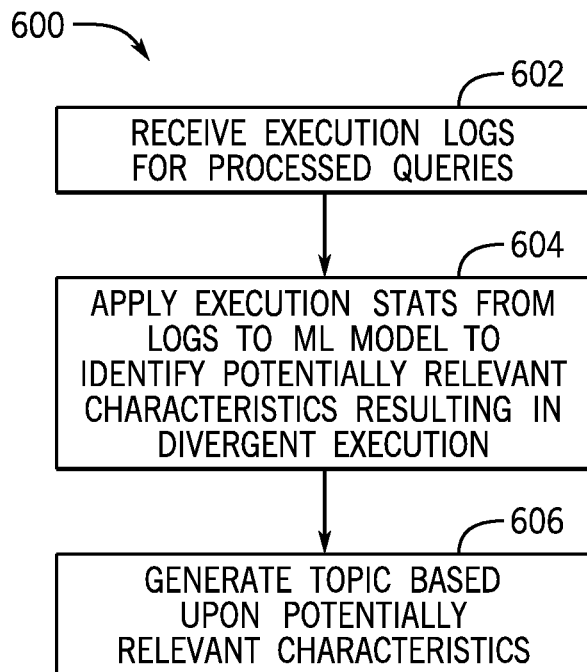 600
602
RECEIVE EXECUTION LOGS
FOR PROCESSED QUERIES
604
APPLY EXECUTION STATS FROM
LOGS TO ML MODEL TO
IDENTIFY POTENTIALLY RELEVANT
CHARACTERISTICS RESULTING IN
DIVERGENT EXECUTION
606
GENERATE TOPIC BASED
UPON POTENTIALLY
RELEVANT CHARACTERISTICS